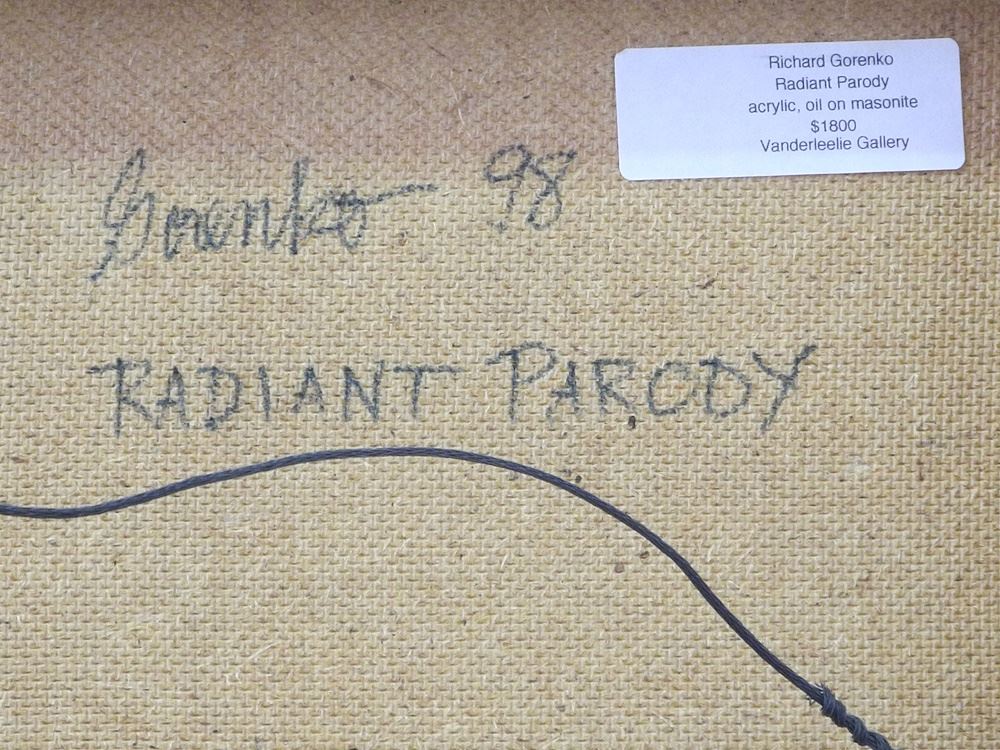 Richard Gorenko
Radiant Parody
acrylic, oil on masonite
$1800
Vanderleelie Gallery
Gorenko 98
RADIANT PARODY